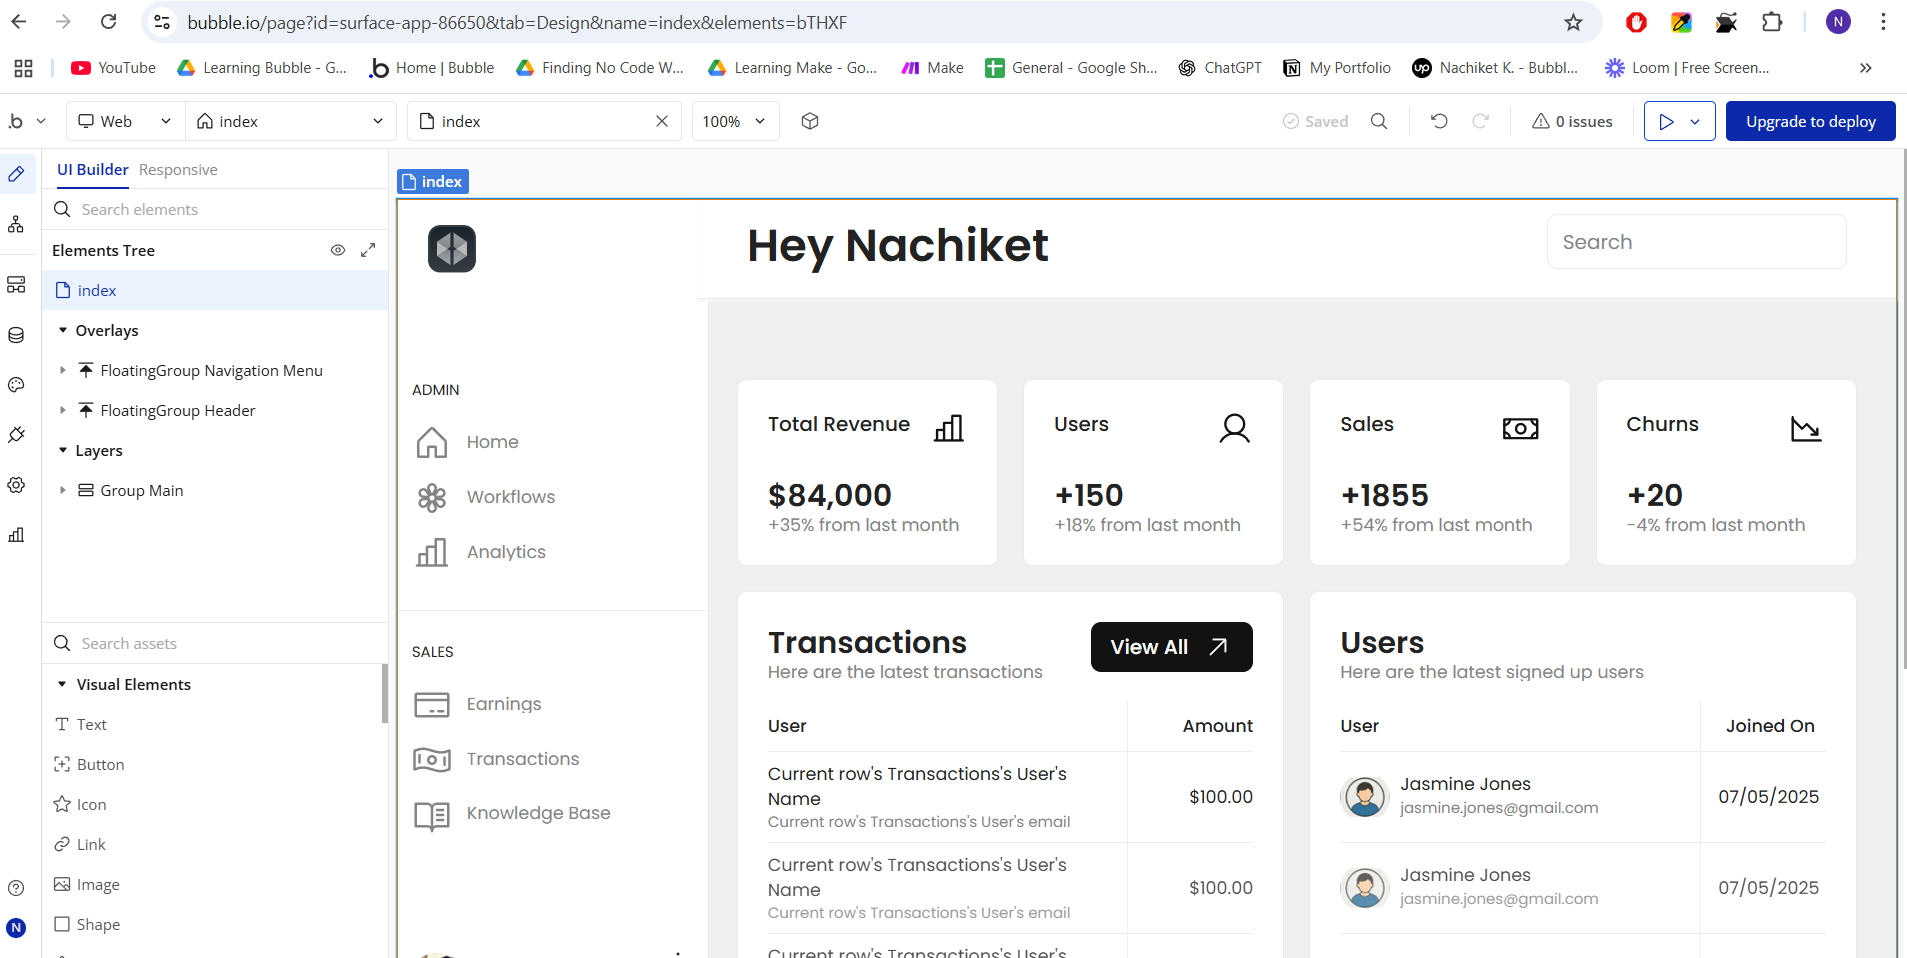 bubble.io/page?id=surface-app-86650&tab=Design&name=index&elements=bTHXF
N
YouTube
Learning Bubble - G...
Home | Bubble
Finding No Code W...
Learning Make - Go...
Make
General - Google Sh...
ChatGPT
My Portfolio
up
Nachiket K. - Bubbl...
Loom | Free Screen...
»
.b
Web
index
index
100%
Saved
0 issues
Upgrade to deploy
UI Builder
Responsive
Search elements
Elements Tree
index
Overlays
FloatingGroup Navigation Menu
FloatingGroup Header
Layers
Group Main
Search assets
Visual Elements
Text
Button
Icon
Link
Image
Shape
N
index
Hey Nachiket
Search
ADMIN
Home
Workflows
Analytics
SALES
Earnings
Transactions
Knowledge Base
Total Revenue
$84,000
+35% from last month
Users
+150
+18% from last month
Sales
+1855
+54% from last month
Churns
+20
-4% from last month
Transactions
Here are the latest transactions
View All
User
Amount
Current row's Transactions's User's
Name
Current row's Transactions's User's email
$100.00
Current row's Transactions's User's
Name
Current row's Transactions's User's email
$100.00
Current row's Transactions's User's
Users
Here are the latest signed up users
User
Joined On
Jasmine Jones
jasmine.jones@gmail.com
07/05/2025
Jasmine Jones
jasmine.jones@gmail.com
07/05/2025